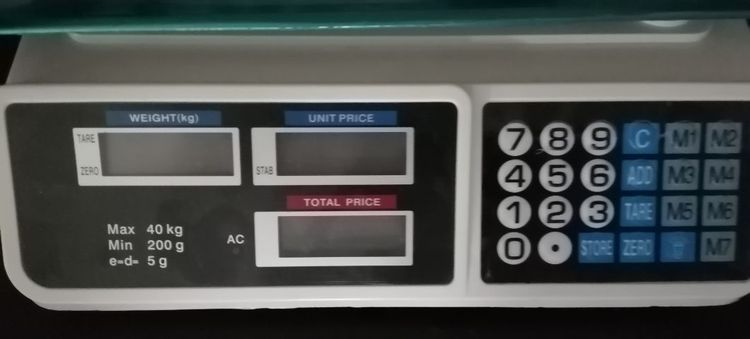 WEIGHT(kg)
UNIT PRICE
TARE
ZERO
STAB
TOTAL PRICE
Max 40 kg
Min 200 g
e=d= 5 g
AC
7 8 9 C M1 M2
4 5 6 ADD M3 M4
1 2 3 TARE M5 M6
0 • STORE ZERO M7